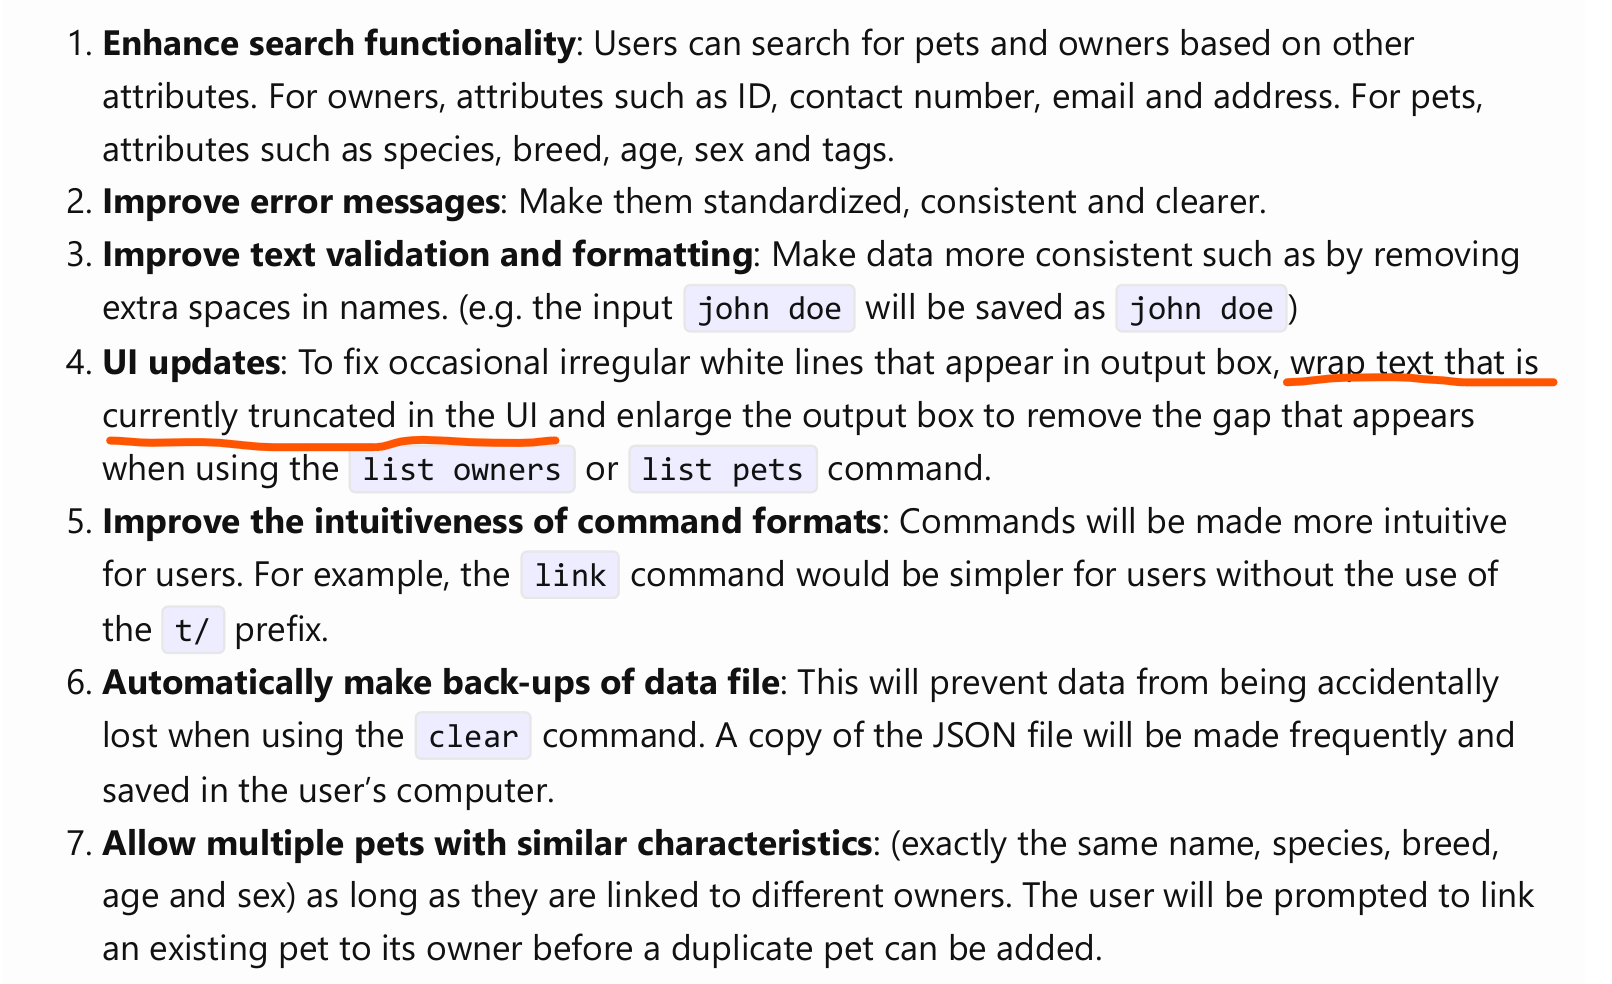 1. Enhance search functionality: Users can search for pets and owners based on other
attributes. For owners, attributes such as ID, contact number, email and address. For pets,
attributes such as species, breed, age, sex and tags.
2. Improve error messages: Make them standardized, consistent and clearer.
3. Improve text validation and formatting: Make data more consistent such as by removing
extra spaces in names. (e.g. the input john doe will be saved as john doe)
4. UI updates: To fix occasional irregular white lines that appear in output box, wrap text that is
currently truncated in the UI and enlarge the output box to remove the gap that appears
when using the list owners or list pets command.
5. Improve the intuitiveness of command formats: Commands will be made more intuitive
for users. For example, the link command would be simpler for users without the use of
the t/ prefix.
6. Automatically make back-ups of data file: This will prevent data from being accidentally
lost when using the clear command. A copy of the JSON file will be made frequently and
saved in the user’s computer.
7. Allow multiple pets with similar characteristics: (exactly the same name, species, breed,
age and sex) as long as they are linked to different owners. The user will be prompted to link
an existing pet to its owner before a duplicate pet can be added.